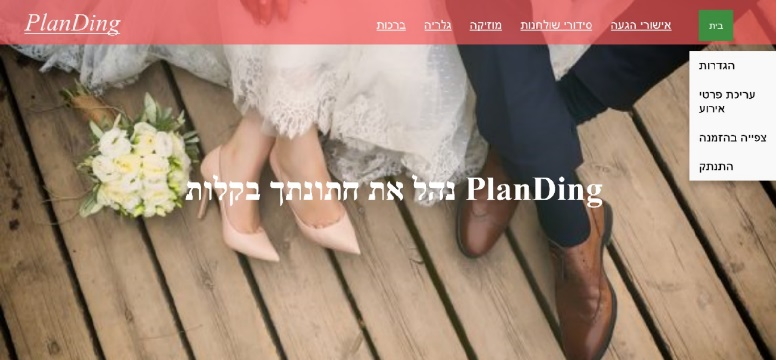 PlanDing
בית
אישורי הגעה
סידורי שולחנות
מוזיקה
גלריה
ברכות
הגדרות
עריכת פרטי
אירוע
צפייה בהזמנה
התנתק
PlanDing נהל את חתונתך בקלות